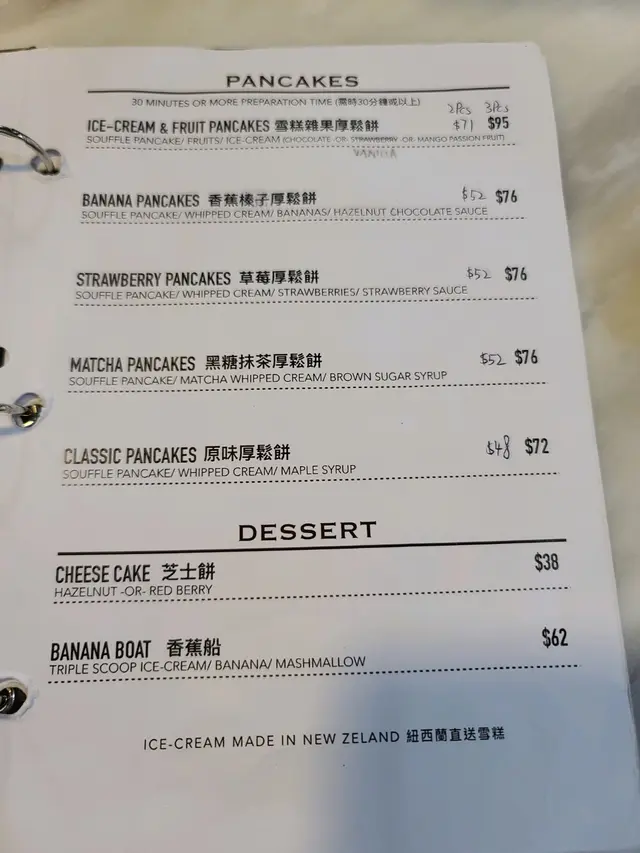 PANCAKES
30 MINUTES OR MORE PREPARATION TIME (需時30分鐘或以上)
2Pcs 3Pcs
ICE-CREAM & FRUIT PANCAKES 雪糕雜果厚鬆餅 $71 $95
SOUFFLE PANCAKE/ FRUITS/ ICE-CREAM (CHOCOLATE -OR- STRAWBERRY -OR- MANGO PASSION FRUIT)
VANILLA
BANANA PANCAKES 香蕉榛子厚鬆餅 $52 $76
SOUFFLE PANCAKE/ WHIPPED CREAM/ BANANAS/ HAZELNUT CHOCOLATE SAUCE
STRAWBERRY PANCAKES 草莓厚鬆餅 $52 $76
SOUFFLE PANCAKE/ WHIPPED CREAM/ STRAWBERRIES/ STRAWBERRY SAUCE
MATCHA PANCAKES 黑糖抹茶厚鬆餅 $52 $76
SOUFFLE PANCAKE/ MATCHA WHIPPED CREAM/ BROWN SUGAR SYRUP
CLASSIC PANCAKES 原味厚鬆餅 $48 $72
SOUFFLE PANCAKE/ WHIPPED CREAM/ MAPLE SYRUP
DESSERT
CHEESE CAKE 芝士餅 $38
HAZELNUT -OR- RED BERRY
BANANA BOAT 香蕉船 $62
TRIPLE SCOOP ICE-CREAM/ BANANA/ MASHMALLOW
ICE-CREAM MADE IN NEW ZELAND 紐西蘭直送雪糕